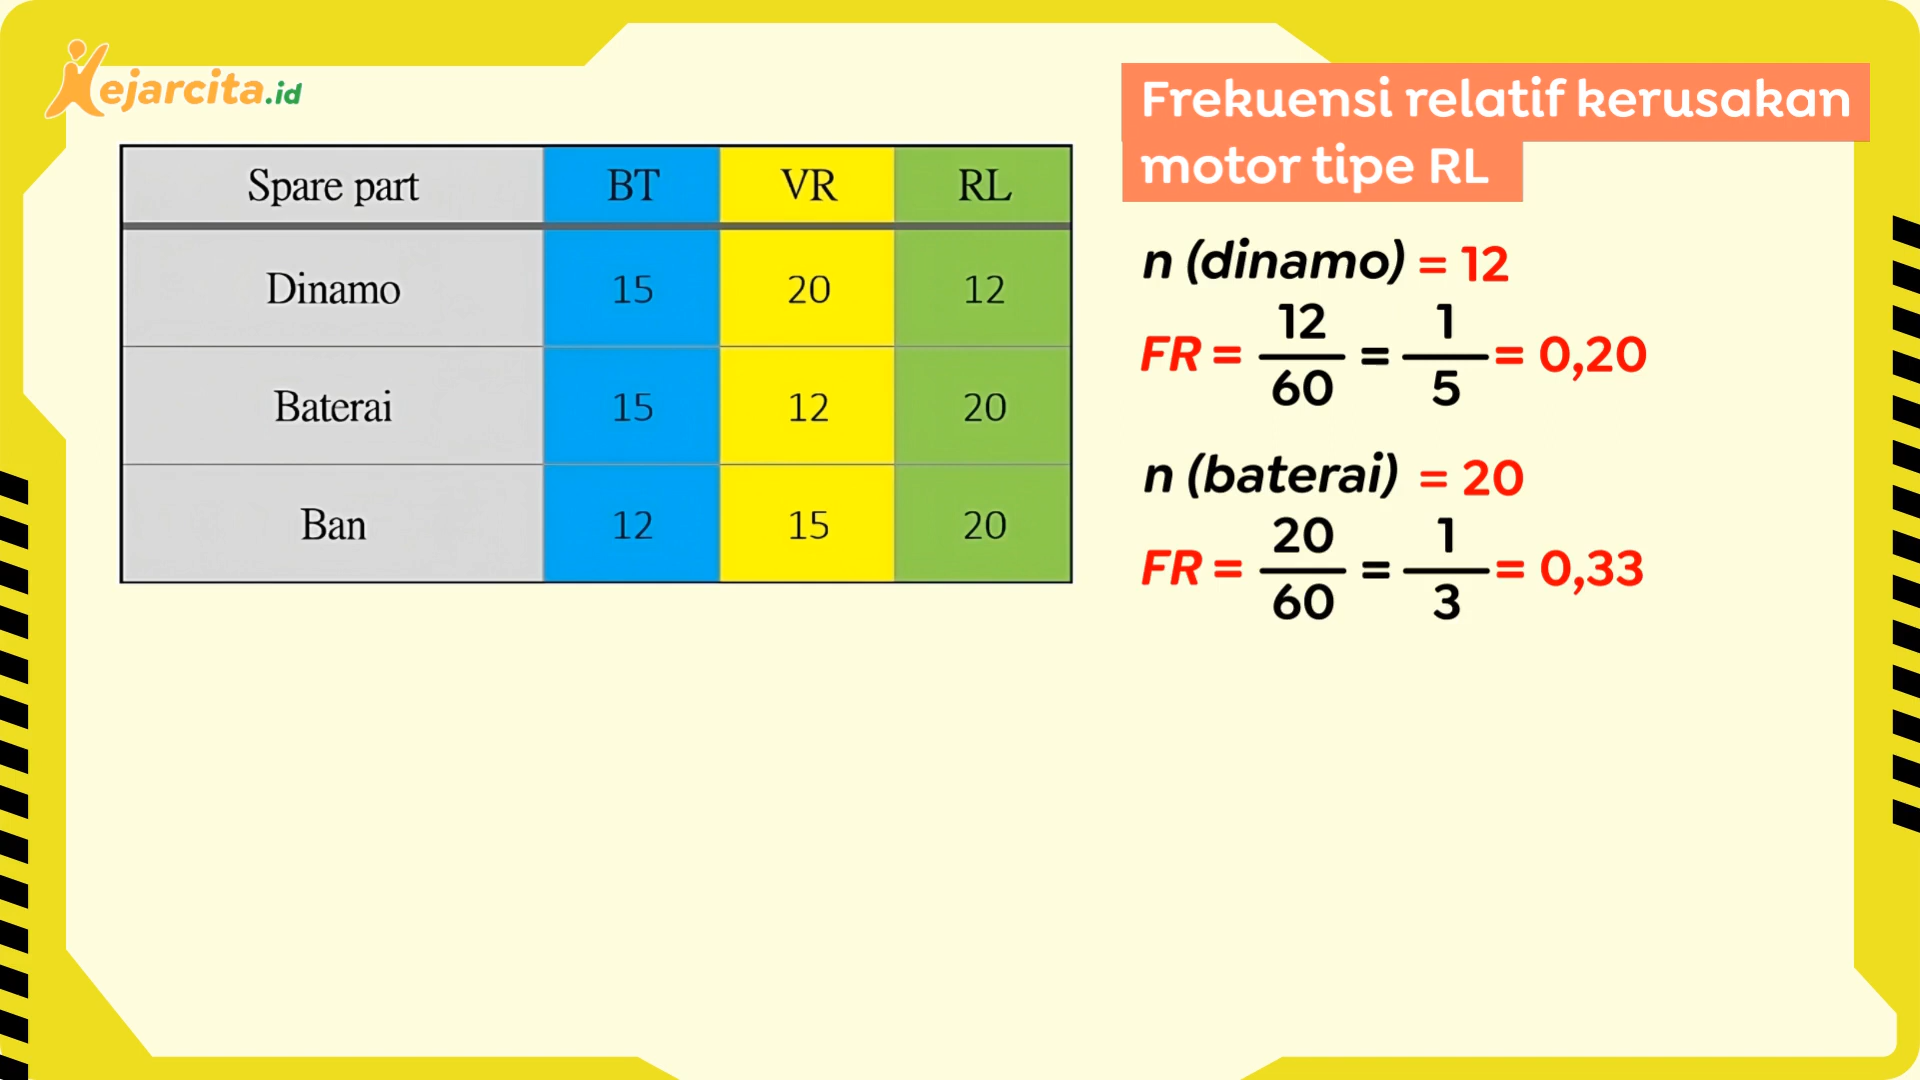 Kejarcita.id
Spare part BT VR RL
Dinamo 15 20 12
Baterai 15 12 20
Ban 12 15 20
Frekuensi relatif kerusakan
motor tipe RL
n (dinamo) = 12
FR = 12/60 = 1/5 = 0,20
n (baterai) = 20
FR = 20/60 = 1/3 = 0,33